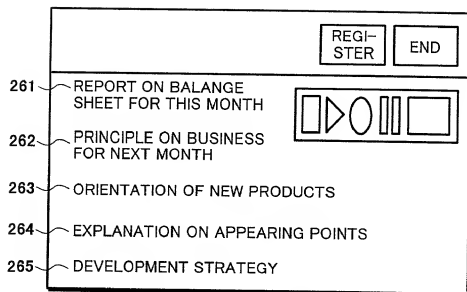 REGI-
STER
END
261
REPORT ON BALANGE
SHEET FOR THIS MONTH
262
PRINCIPLE ON BUSINESS
FOR NEXT MONTH
263
ORIENTATION OF NEW PRODUCTS
264
EXPLANATION ON APPEARING POINTS
265
DEVELOPMENT STRATEGY